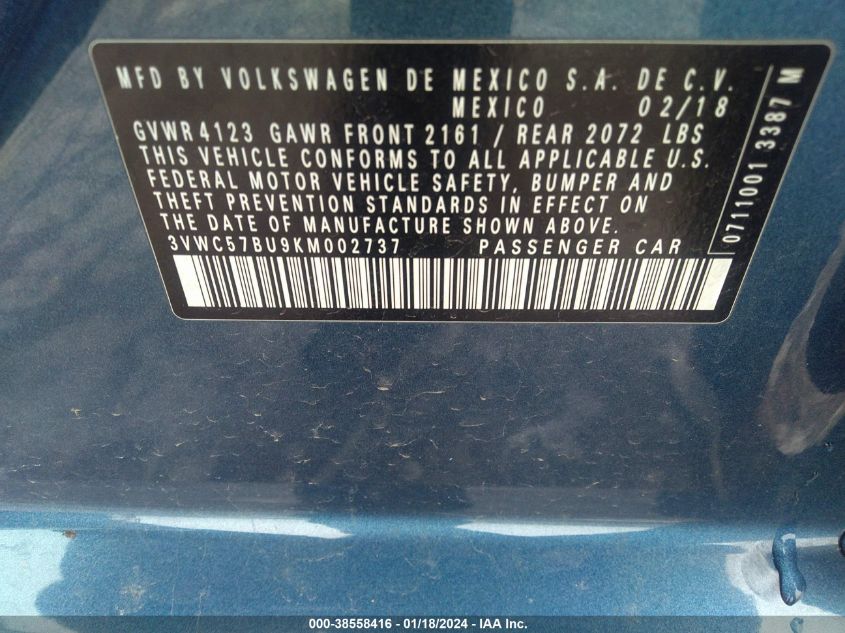 MFD BY VOLKSWAGEN DE MEXICO S.A. DE C.V.
MEXICO 02/18
GVWR 4123 GAWR FRONT 2161 / REAR 2072 LBS
THIS VEHICLE CONFORMS TO ALL APPLICABLE U.S.
FEDERAL MOTOR VEHICLE SAFETY, BUMPER AND
THEFT PREVENTION STANDARDS IN EFFECT ON
THE DATE OF MANUFACTURE SHOWN ABOVE.
3VWC57BU9KM002737 PASSENGER CAR
0711OOO1 3387 M
000-38558416 - 01/18/2024 - IAA Inc.